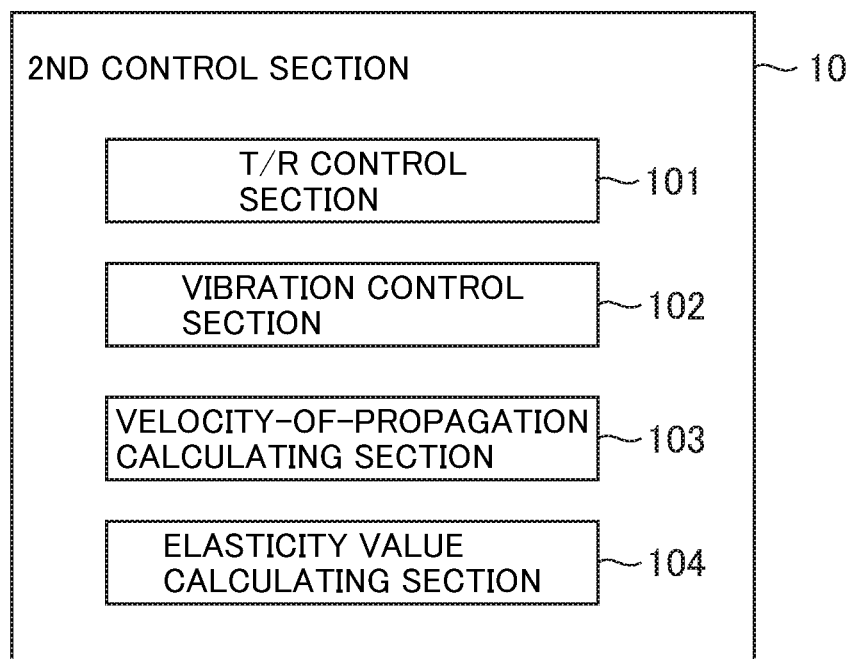 2ND CONTROL SECTION
10
T/R CONTROL
SECTION
101
VIBRATION CONTROL
SECTION
102
VELOCITY-OF-PROPAGATION
CALCULATING SECTION
103
ELASTICITY VALUE
CALCULATING SECTION
104